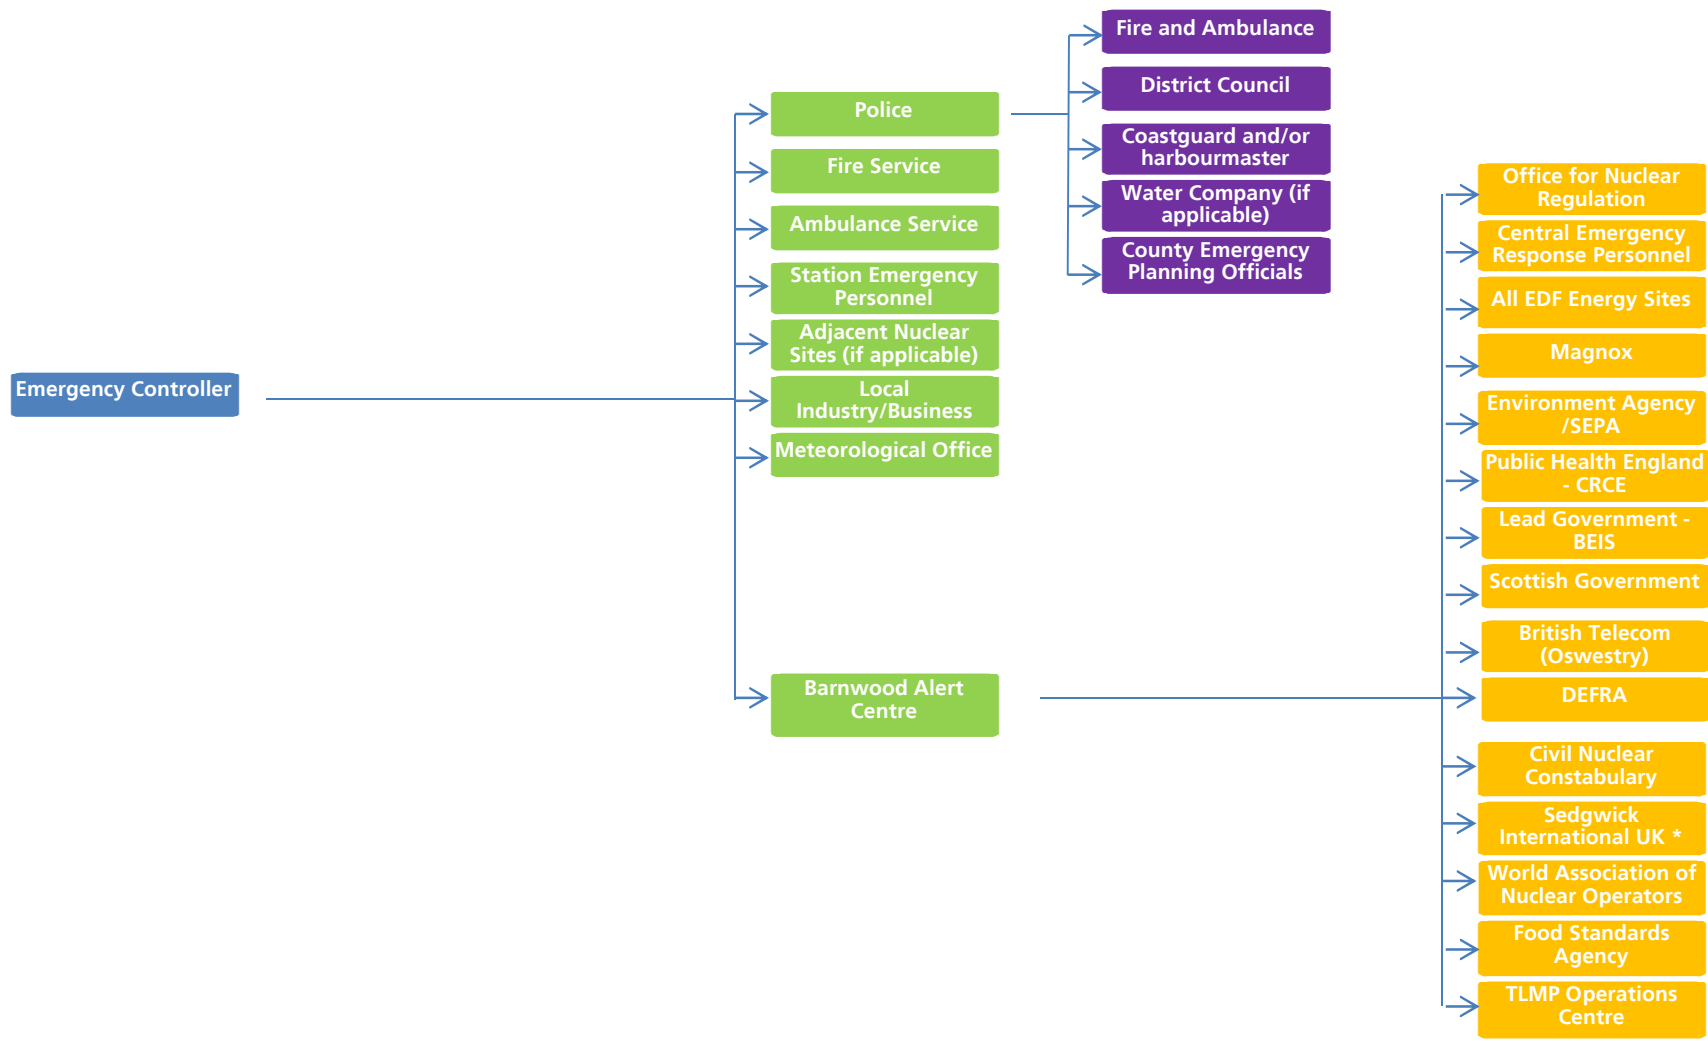 Emergency Controller
Police
Fire Service
Ambulance Service
Station Emergency
Personnel
Adjacent Nuclear
Sites (if applicable)
Local
Industry/Business
Meteorological Office
Barnwood Alert
Centre
Fire and Ambulance
District Council
Coastguard and/or
harbourmaster
Water Company (if
applicable)
County Emergency
Planning Officials
Office for Nuclear
Regulation
Central Emergency
Response Personnel
All EDF Energy Sites
Magnox
Environment Agency
/SEPA
Public Health England
- CRCE
Lead Government -
BEIS
Scottish Government
British Telecom
(Oswestry)
DEFRA
Civil Nuclear
Constabulary
Sedgwick
International UK *
World Association of
Nuclear Operators
Food Standards
Agency
TLMP Operations
Centre